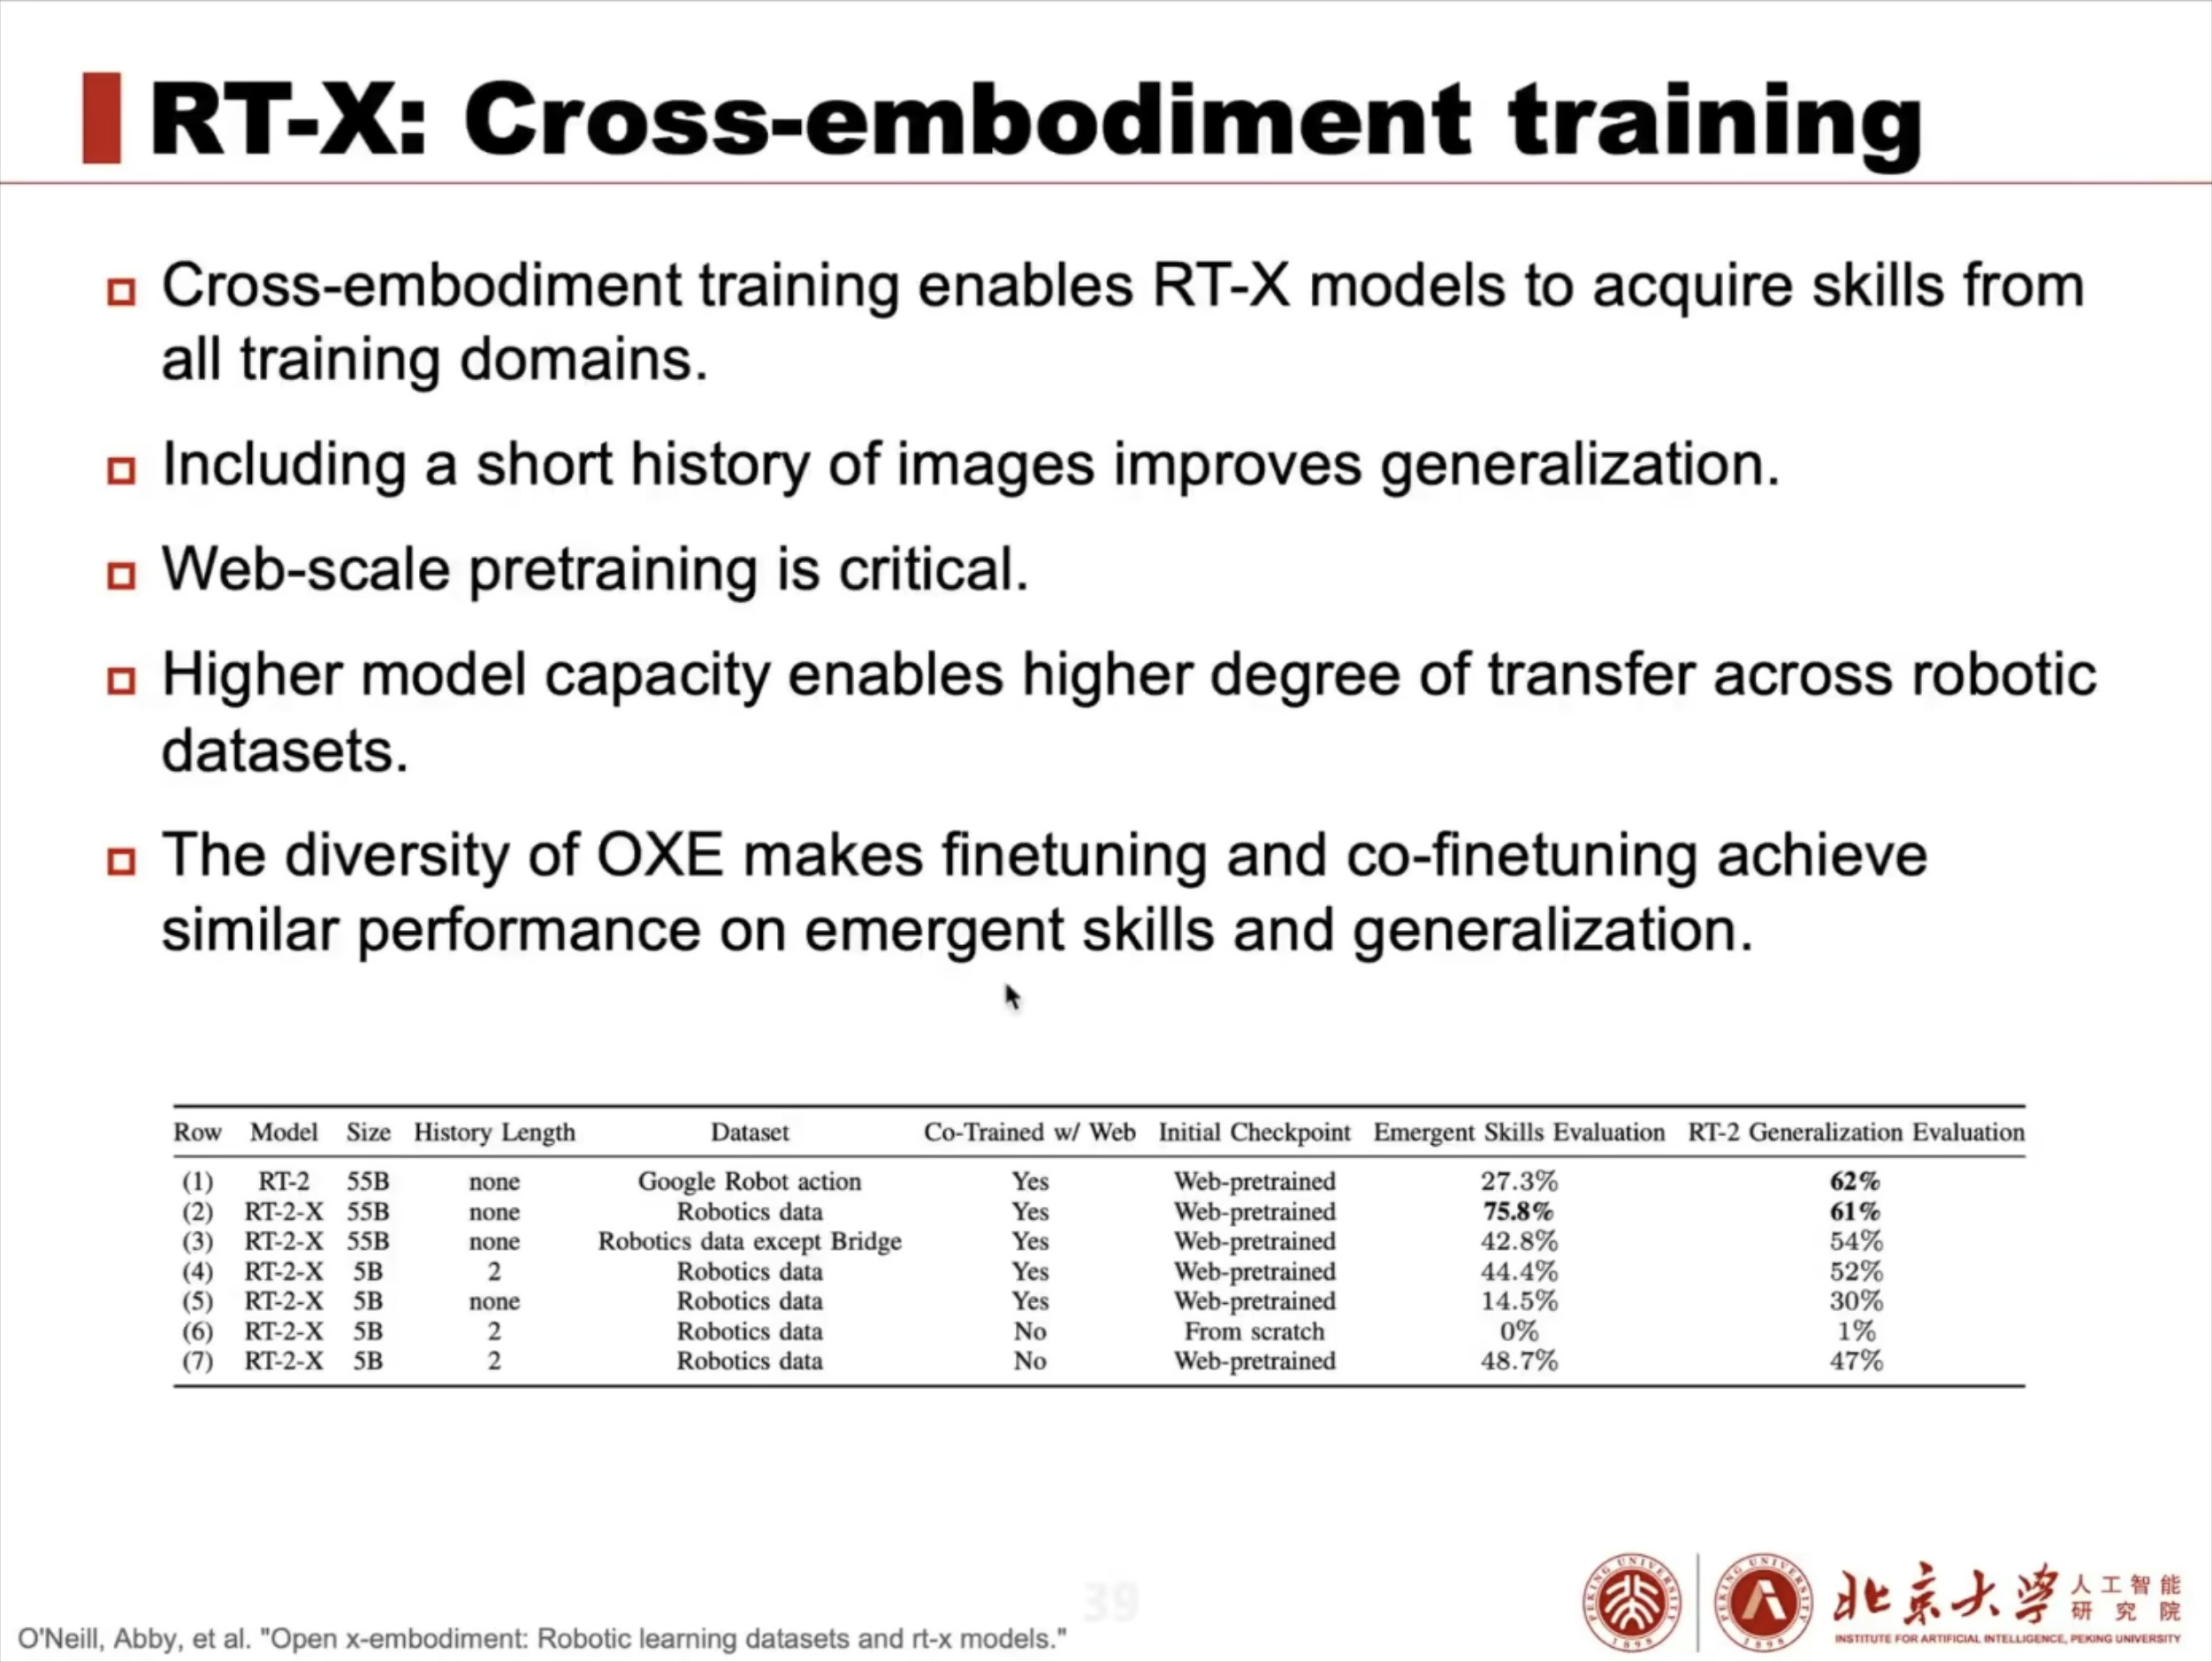 RT-X: Cross-embodiment training
Cross-embodiment training enables RT-X models to acquire skills from
all training domains.
Including a short history of images improves generalization.
Web-scale pretraining is critical.
Higher model capacity enables higher degree of transfer across robotic
datasets.
The diversity of OXE makes finetuning and co-finetuning achieve
similar performance on emergent skills and generalization.
Row Model Size History Length Dataset Co-Trained w/ Web Initial Checkpoint Emergent Skills Evaluation RT-2 Generalization Evaluation
(1) RT-2 55B none Google Robot action Yes Web-pretrained 27.3% 62%
(2) RT-2-X 55B none Robotics data Yes Web-pretrained 75.8% 61%
(3) RT-2-X 55B none Robotics data except Bridge Yes Web-pretrained 42.8% 54%
(4) RT-2-X 5B 2 Robotics data Yes Web-pretrained 44.4% 52%
(5) RT-2-X 5B none Robotics data Yes Web-pretrained 14.5% 30%
(6) RT-2-X 5B 2 Robotics data No From scratch 0% 1%
(7) RT-2-X 5B 2 Robotics data No Web-pretrained 48.7% 47%
39
O'Neill, Abby, et al. "Open x-embodiment: Robotic learning datasets and rt-x models."
PEKING UNIVERSITY
1898
PEKING UNIVERSITY
1898
北京大学
人工智能
研究院
INSTITUTE FOR ARTIFICIAL INTELLIGENCE, PEKING UNIVERSITY